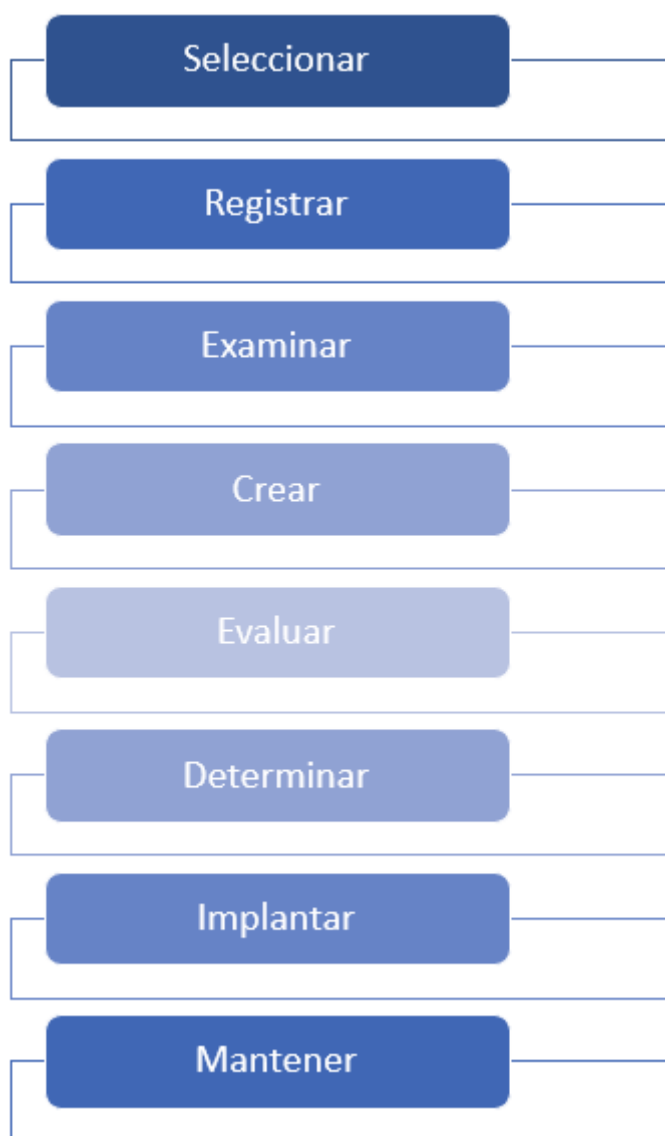 Seleccionar
Registrar
Examinar
Crear
Evaluar
Determinar
Implantar
Mantener